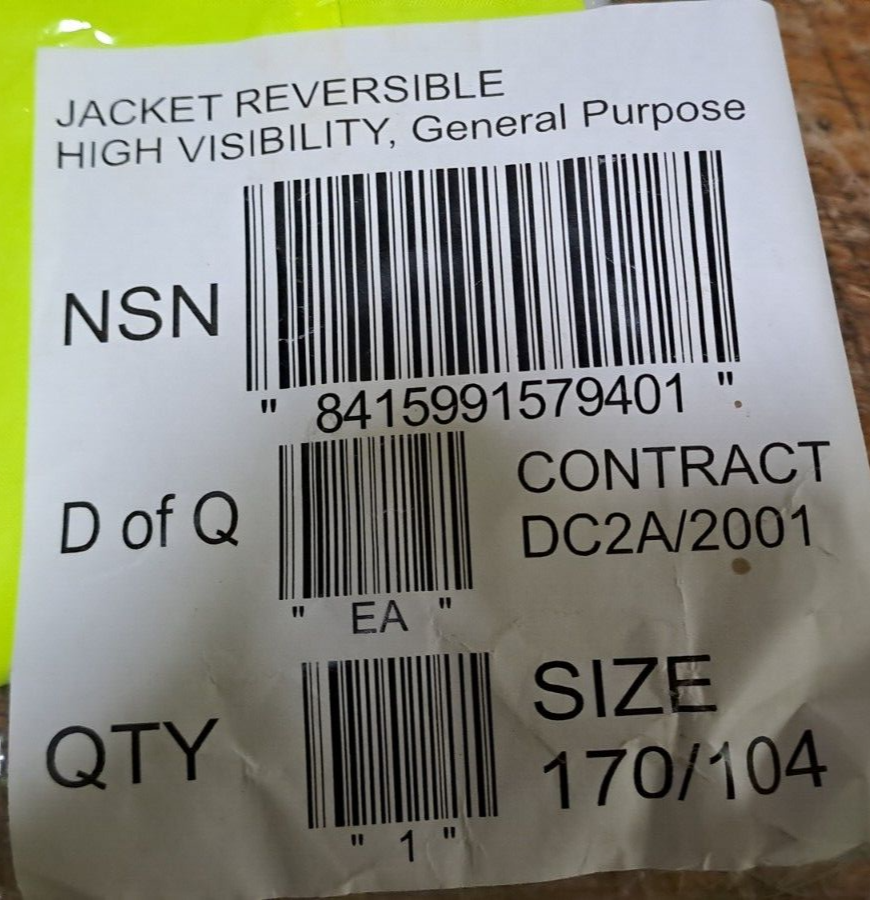 JACKET REVERSIBLE
HIGH VISIBILITY, General Purpose
NSN
" 8415991579401 "
D of Q
" EA "
CONTRACT
DC2A/2001
QTY
" 1 "
SIZE
170/104